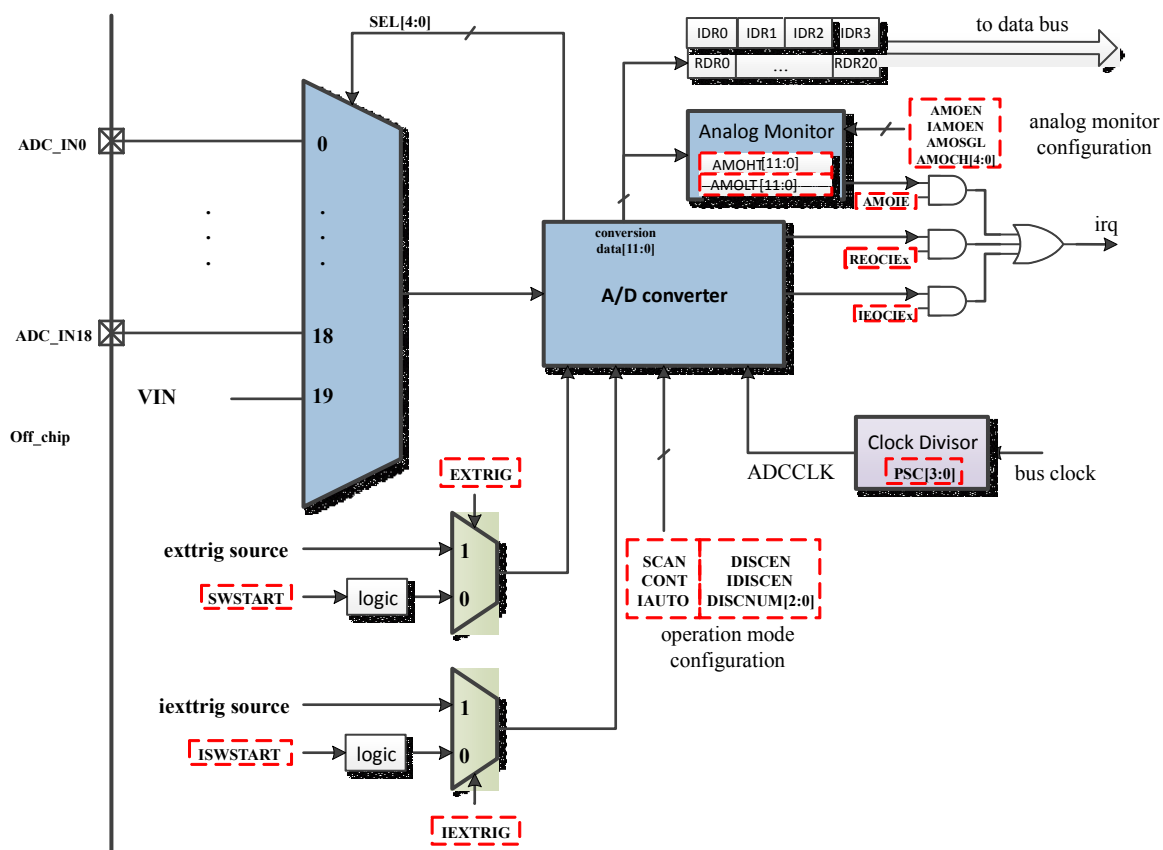 SEL[4:0]
IDR0 IDR1 IDR2 IDR3
to data bus
RDR0 ... RDR20
ADC_IN0
0
Analog Monitor
AMOHT[11:0]
AMOLT[11:0]
AMOEN
IAMOEN
AMOSGL
AMOCH[4:0]
analog monitor
configuration
AMOIE
conversion
data[11:0]
A/D converter
REOCIEx
IEOCIEx
irq
ADC_IN18
18
VIN
19
Off_chip
Clock Divisor
PSC[3:0]
ADCCLK
bus clock
EXTRIG
exttrig source
1
SWSTART
logic
0
SCAN
CONT
IAUTO
DISCEN
IDISCEN
DISCNUM[2:0]
operation mode
configuration
iexttrig source
1
ISWSTART
logic
0
IEXTRIG